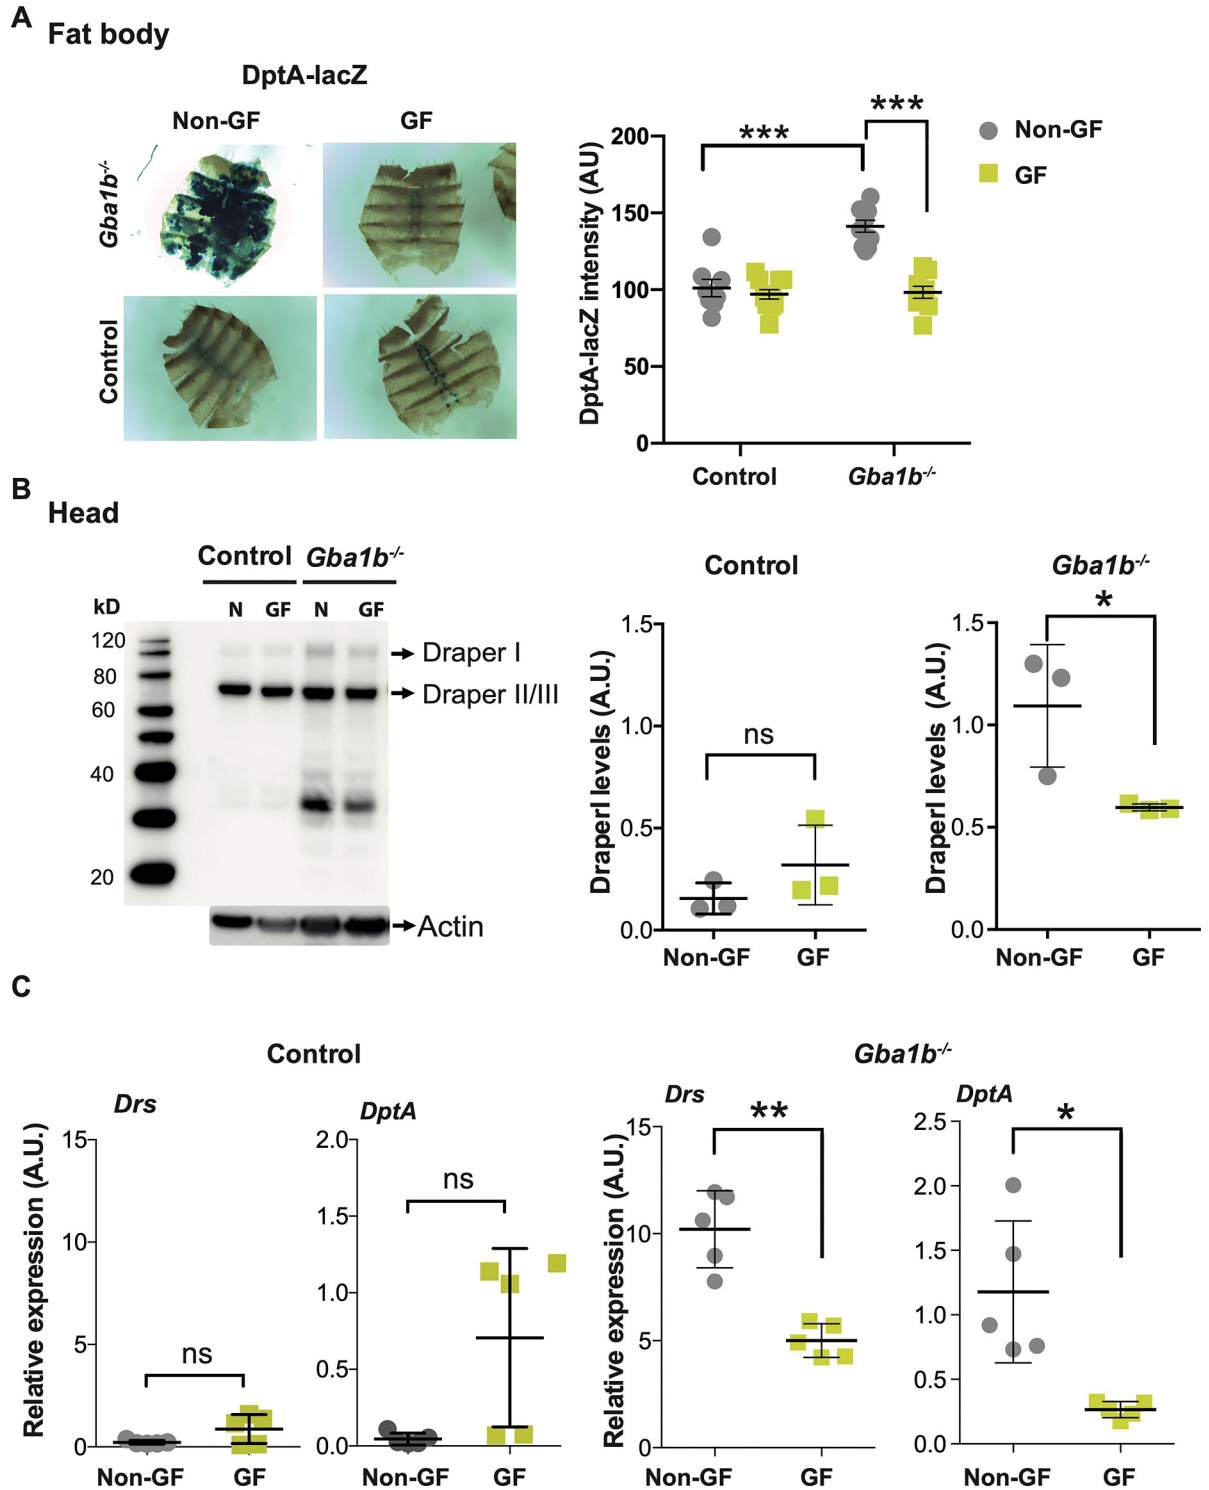 A
Fat body
DptA-lacZ
Non-GF GF
Gba1b-/-
Control
DptA-lacZ intensity (AU)
200
150
100
50
0
*** ***
Control Gba1b-/-
Non-GF
GF
B
Head
Control Gba1b-/-
kD N GF N GF
120
80
60
40
20
Draper I
Draper II/III
Actin
Control
DraperI levels (A.U.)
1.5
1.0
0.5
0.0
ns
Non-GF GF
Gba1b-/-
DraperI levels (A.U.)
1.5
1.0
0.5
0.0
*
Non-GF GF
C
Control
Drs
Relative expression (A.U.)
15
10
5
0
ns
Non-GF GF
DptA
2.0
1.5
1.0
0.5
0.0
ns
Non-GF GF
Gba1b-/-
Drs
Relative expression (A.U.)
15
10
5
0
**
Non-GF GF
DptA
2.5
2.0
1.5
1.0
0.5
0.0
*
Non-GF GF